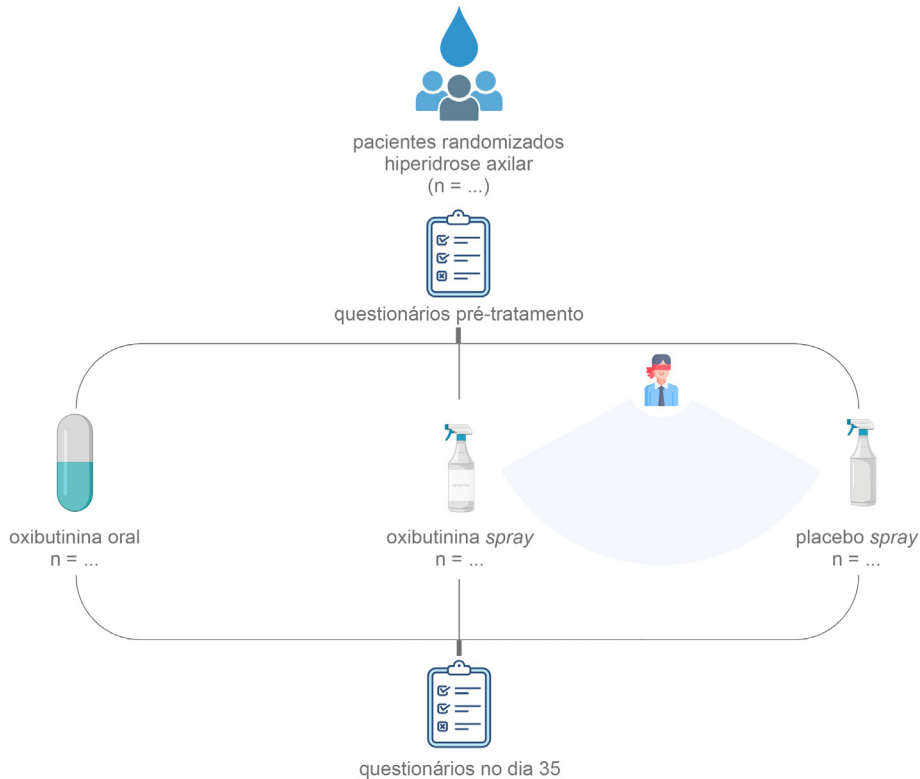 pacientes randomizados
hiperidrose axilar
(n = ...)
questionários pré-tratamento
oxibutinina oral
n = ...
oxibutinina spray
n = ...
placebo spray
n = ...
questionários no dia 35